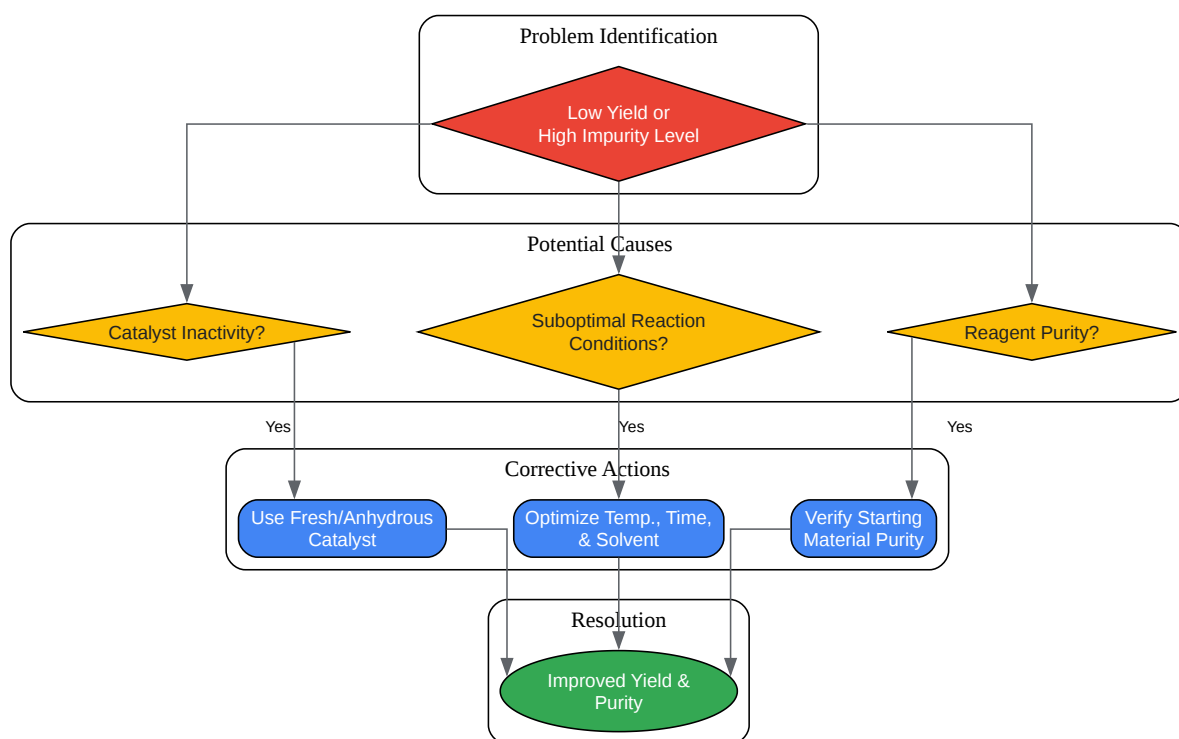 Problem Identification
Low Yield or
High Impurity Level
Potential Causes
Catalyst Inactivity?
Suboptimal Reaction
Conditions?
Reagent Purity?
Yes
Yes
Yes
Corrective Actions
Use Fresh/Anhydrous
Catalyst
Optimize Temp., Time,
& Solvent
Verify Starting
Material Purity
Resolution
Improved Yield &
Purity